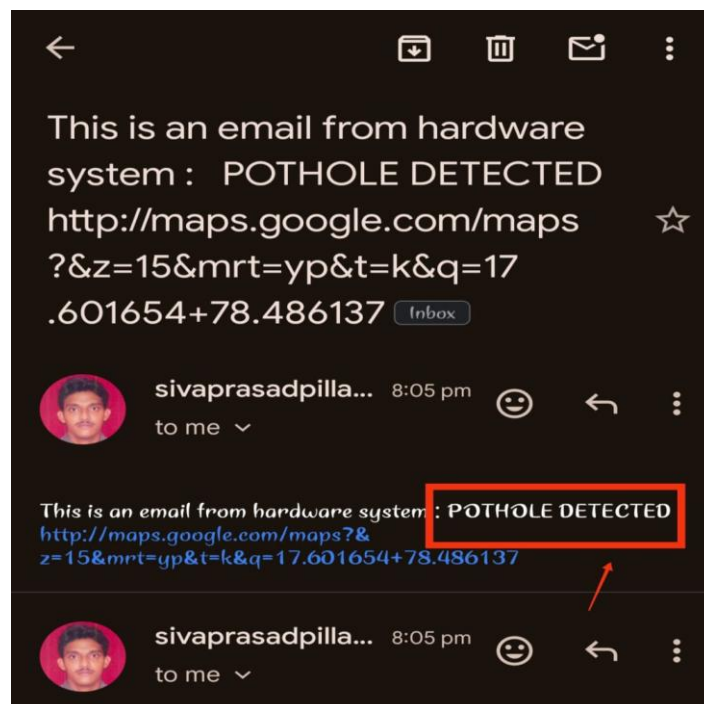 This is an email from hardware
system :   POTHOLE DETECTED
http://maps.google.com/maps
?&z=15&mrt=yp&t=k&q=17
.601654+78.486137 Inbox
sivaprasadpilla... 8:05 pm
to me
This is an email from hardware system : POTHOLE DETECTED
http://maps.google.com/maps?&
z=15&mrt=yp&t=k&q=17.601654+78.486137
sivaprasadpilla... 8:05 pm
to me